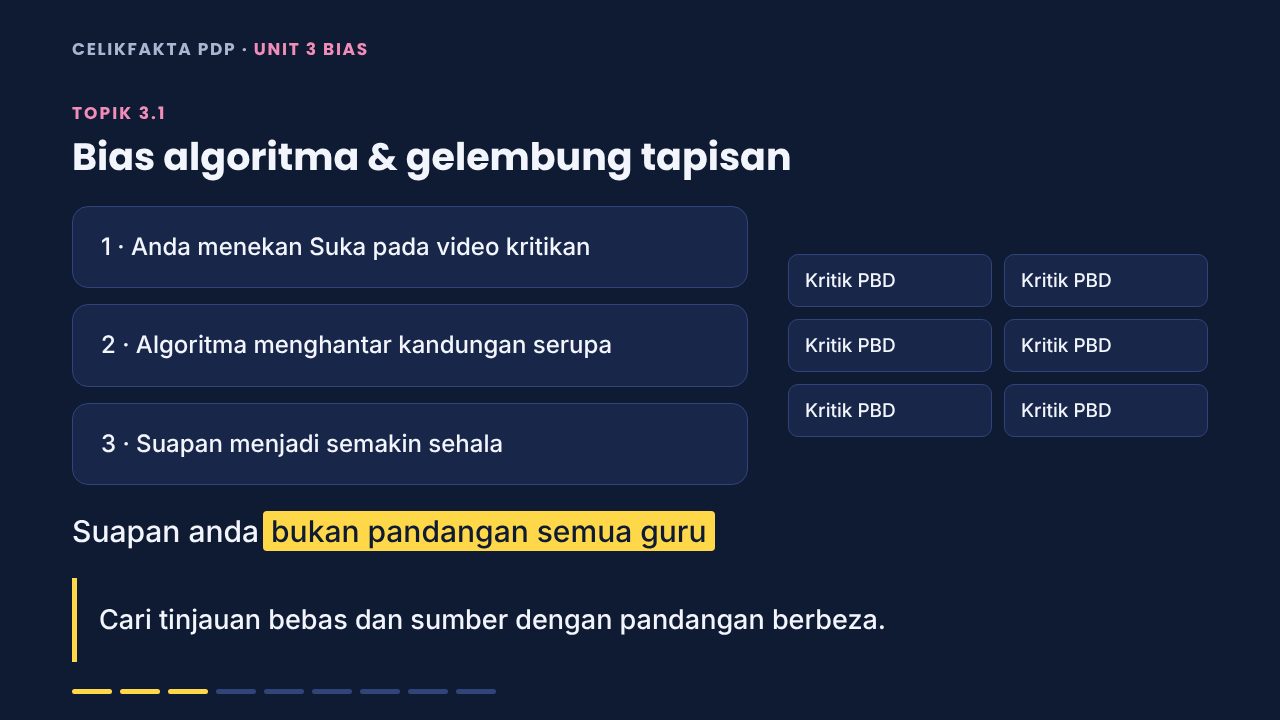 CELIKFAKTA PDP · UNIT 3 BIAS
TOPIK 3.1
Bias algoritma & gelembung tapisan
1 · Anda menekan Suka pada video kritikan
2 · Algoritma menghantar kandungan serupa
3 · Suapan menjadi semakin sehala
Kritik PBD
Kritik PBD
Kritik PBD
Kritik PBD
Kritik PBD
Kritik PBD
Suapan anda bukan pandangan semua guru
Cari tinjauan bebas dan sumber dengan pandangan berbeza.